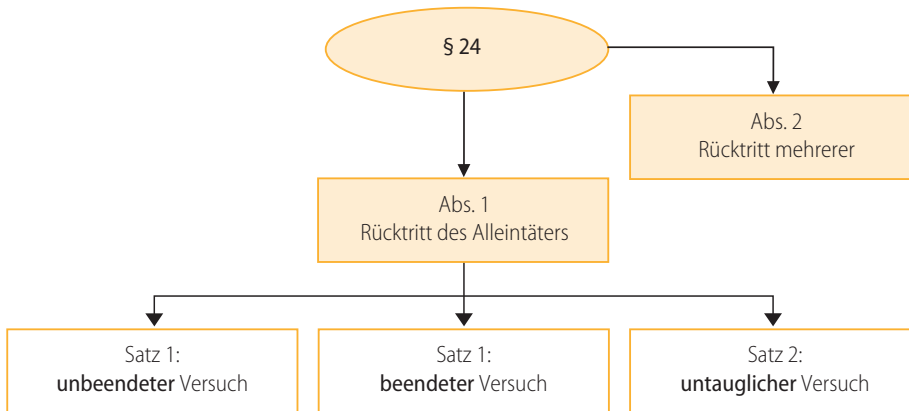 § 24
Abs. 2
Rücktritt mehrerer
Abs. 1
Rücktritt des Alleintäters
Satz 1:
unbeendeter Versuch
Satz 1:
beendeter Versuch
Satz 2:
untauglicher Versuch